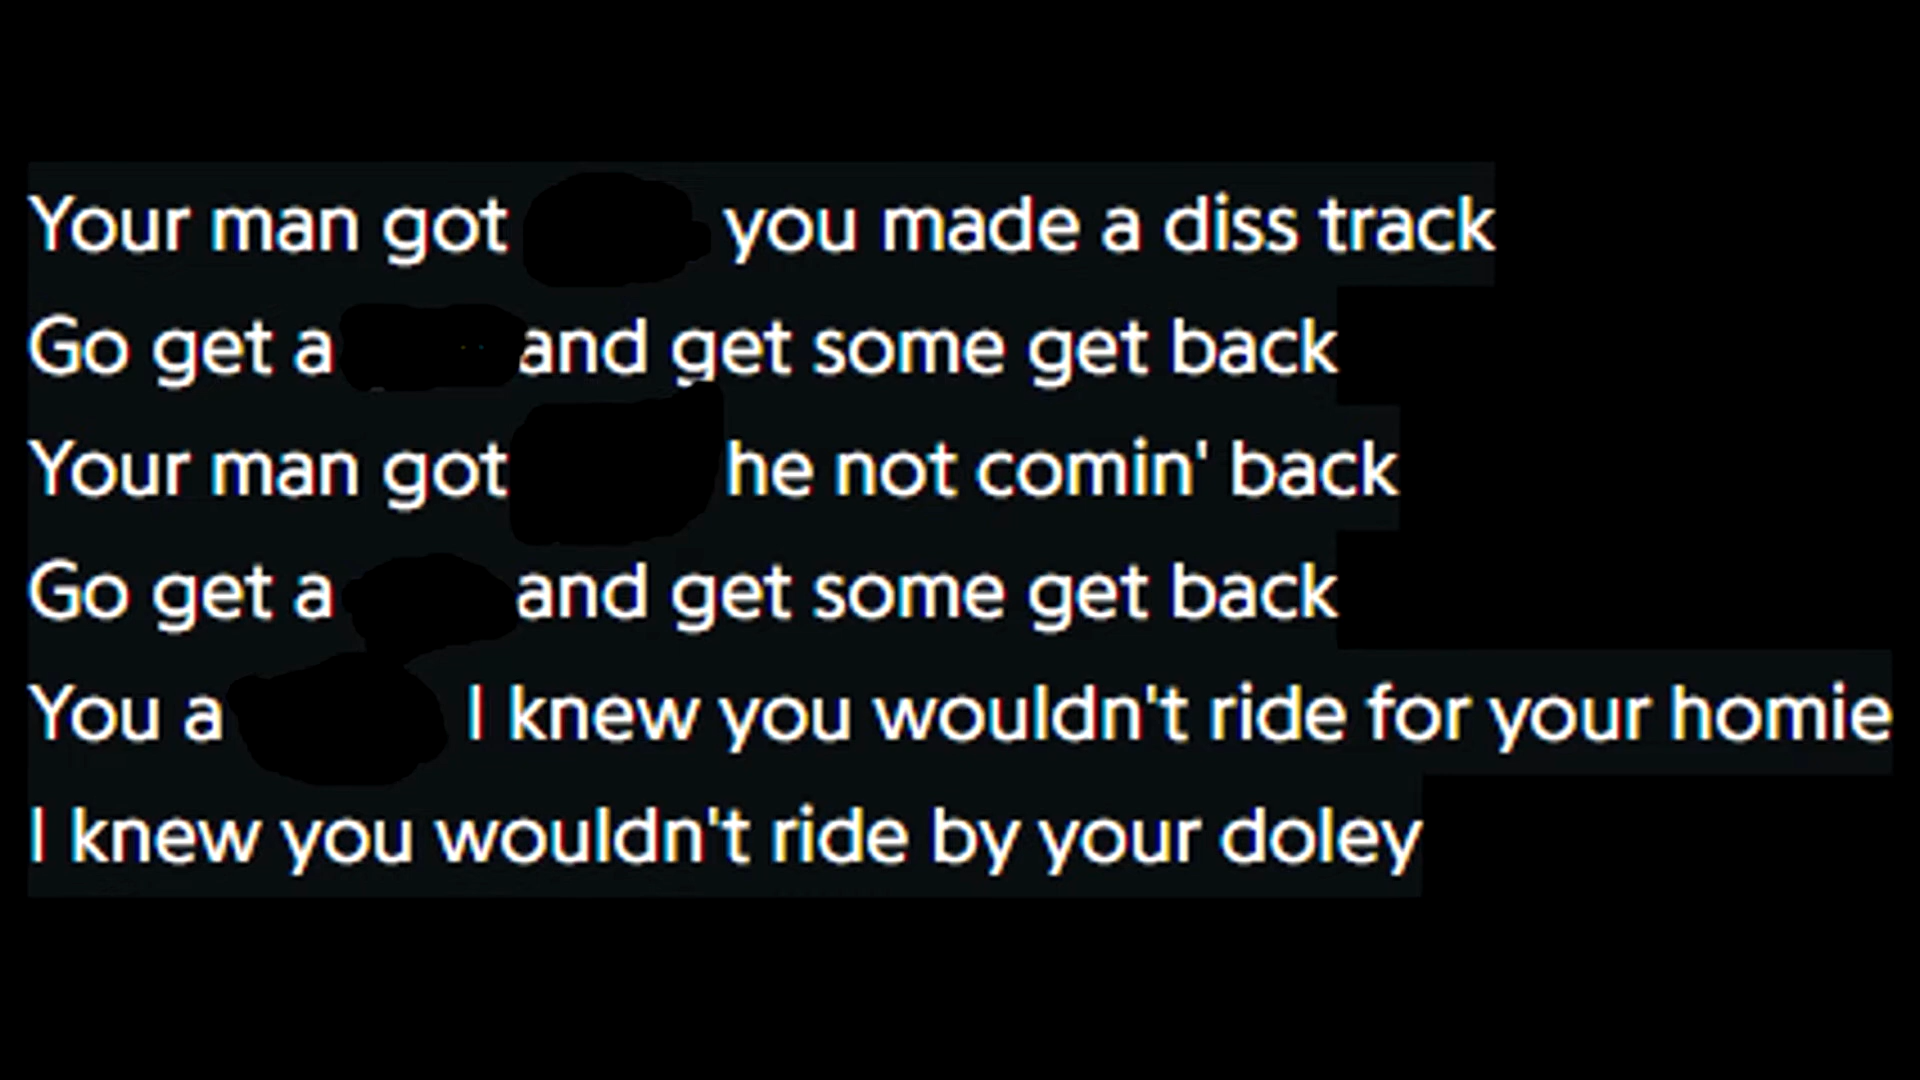 Your man got you made a diss track
Go get a and get some get back
Your man got he not comin' back
Go get a and get some get back
You a I knew you wouldn't ride for your homie
I knew you wouldn't ride by your doley